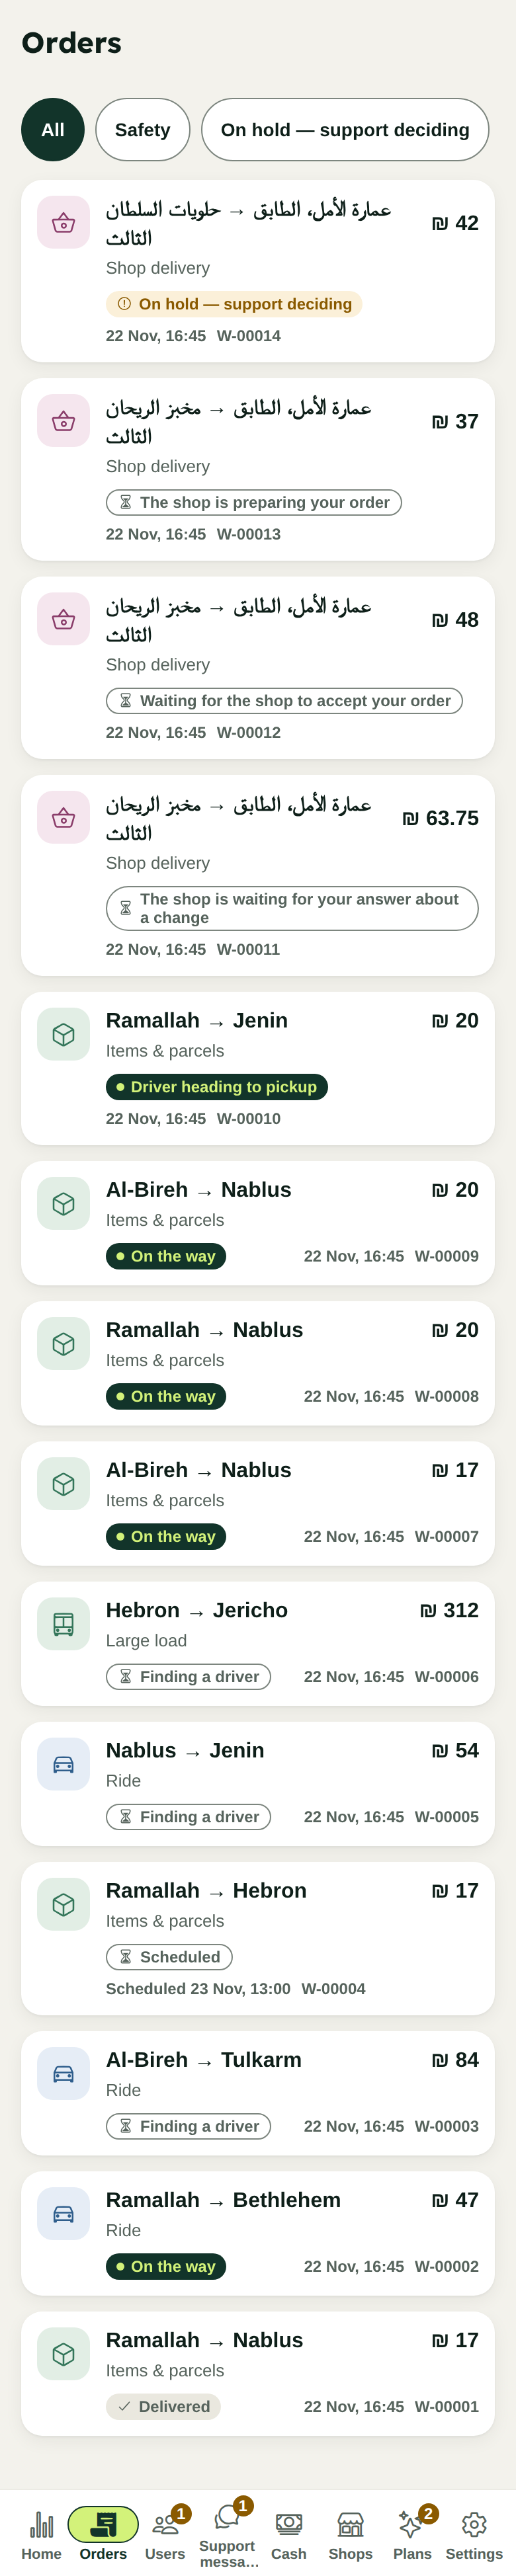 Orders
All
Safety
On hold — support deciding
حلويات السلطان → عمارة الأمل، الطابق
الثالث
₪ 42
Shop delivery
On hold — support deciding
22 Nov, 16:45 W-00014
مخبز الريحان → عمارة الأمل، الطابق
الثالث
₪ 37
Shop delivery
The shop is preparing your order
22 Nov, 16:45 W-00013
مخبز الريحان → عمارة الأمل، الطابق
الثالث
₪ 48
Shop delivery
Waiting for the shop to accept your order
22 Nov, 16:45 W-00012
مخبز الريحان → عمارة الأمل، الطابق
الثالث
₪ 63.75
Shop delivery
The shop is waiting for your answer about
a change
22 Nov, 16:45 W-00011
Ramallah → Jenin
₪ 20
Items & parcels
Driver heading to pickup
22 Nov, 16:45 W-00010
Al-Bireh → Nablus
₪ 20
Items & parcels
On the way
22 Nov, 16:45 W-00009
Ramallah → Nablus
₪ 20
Items & parcels
On the way
22 Nov, 16:45 W-00008
Al-Bireh → Nablus
₪ 17
Items & parcels
On the way
22 Nov, 16:45 W-00007
Hebron → Jericho
₪ 312
Large load
Finding a driver
22 Nov, 16:45 W-00006
Nablus → Jenin
₪ 54
Ride
Finding a driver
22 Nov, 16:45 W-00005
Ramallah → Hebron
₪ 17
Items & parcels
Scheduled
Scheduled 23 Nov, 13:00 W-00004
Al-Bireh → Tulkarm
₪ 84
Ride
Finding a driver
22 Nov, 16:45 W-00003
Ramallah → Bethlehem
₪ 47
Ride
On the way
22 Nov, 16:45 W-00002
Ramallah → Nablus
₪ 17
Items & parcels
Delivered
22 Nov, 16:45 W-00001
Home
Orders
1
Users
1
Support
messa…
Cash
Shops
2
Plans
Settings